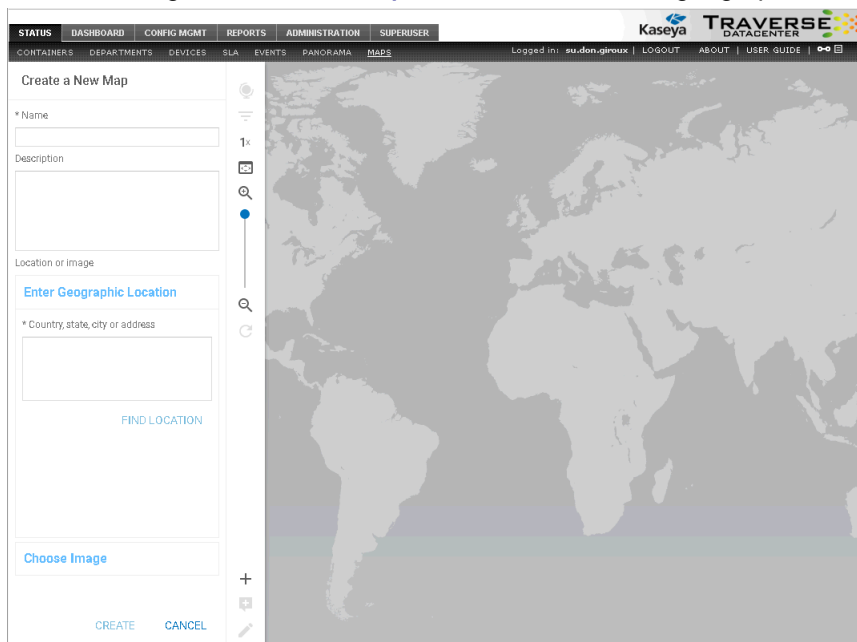 STATUS DASHBOARD CONFIG MGMT REPORTS ADMINISTRATION SUPERUSER
Kaseya TRAVERSE DATACENTER
CONTAINERS DEPARTMENTS DEVICES SLA EVENTS PANORAMA MAPS
Logged in: su.don.giroux | LOGOUT ABOUT | USER GUIDE |
Create a New Map
* Name
1x
Description
Location or image
Enter Geographic Location
* Country, state, city or address
FIND LOCATION
Choose Image
CREATE CANCEL